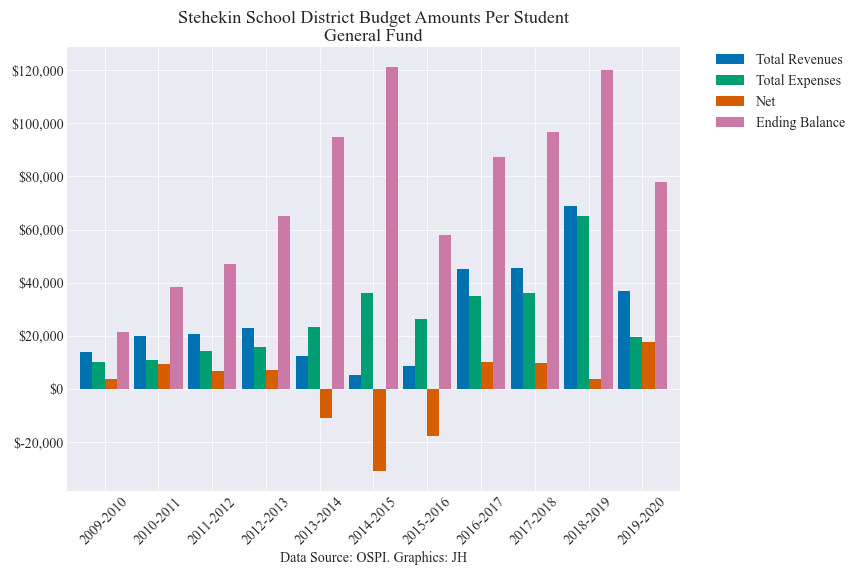 Stehekin School District Budget Amounts Per Student
General Fund
Total Revenues
Total Expenses
Net
Ending Balance
$120,000
$100,000
$80,000
$60,000
$40,000
$20,000
$0
$-20,000
2009-2010
2010-2011
2011-2012
2012-2013
2013-2014
2014-2015
2015-2016
2016-2017
2017-2018
2018-2019
2019-2020
Data Source: OSPI. Graphics: JH